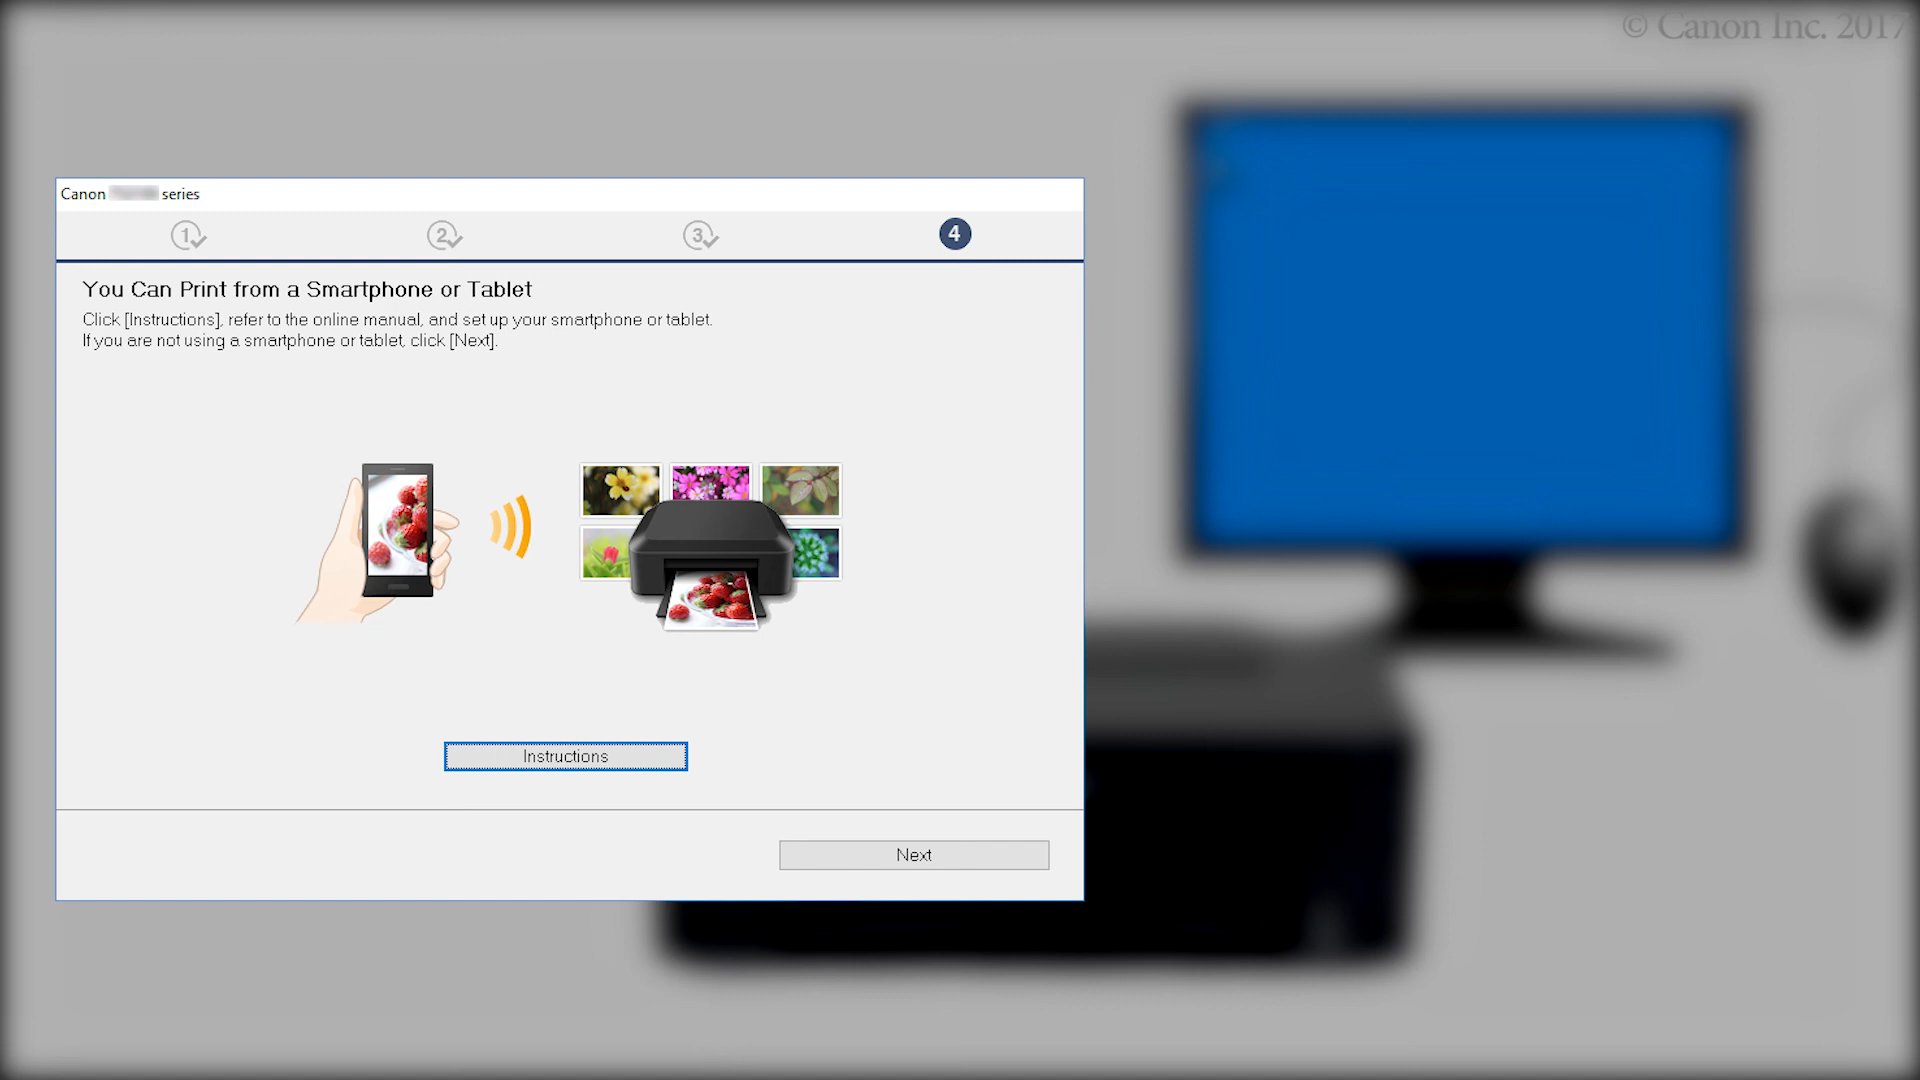 © Canon Inc. 2017
Canon series
1 2 3 4
You Can Print from a Smartphone or Tablet
Click [Instructions], refer to the online manual, and set up your smartphone or tablet.
If you are not using a smartphone or tablet, click [Next].
Instructions
Next